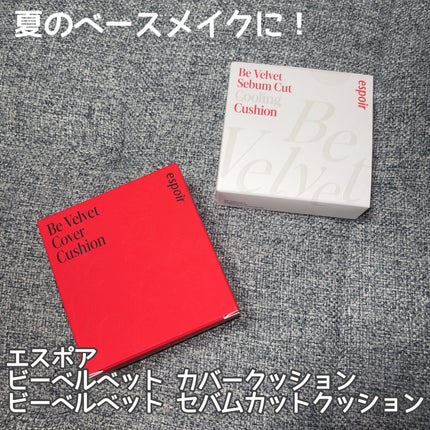 夏のベースメイクに！
Be Velvet
Sebum Cut
Cooling
Cushion
espoir
Be
Velvet
Be Velvet
Cover
Cushion
espoir
エスポア
ビーベルベット カバークッション
ビーベルベット セバムカットクッション